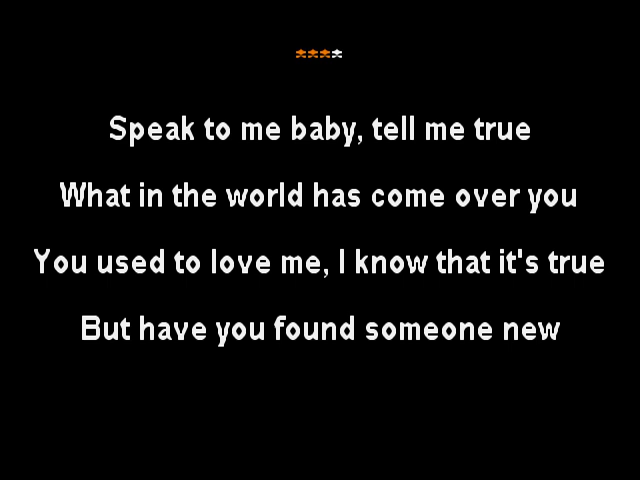 Speak to me baby, tell me true
What in the world has come over you
You used to love me, I know that it's true
But have you found someone new